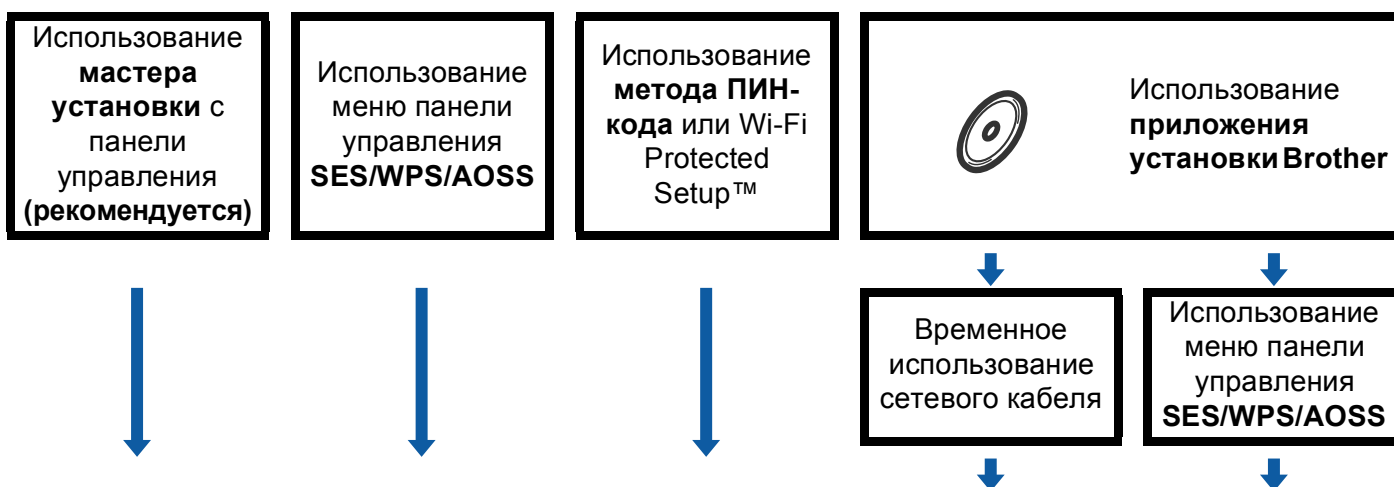 Использование
мастера
установки с
панели
управления
(рекомендуется)
Использование
меню панели
управления
SES/WPS/AOSS
Использование
метода ПИН-
кода или Wi-Fi
Protected
Setup™
Использование
приложения
установки Brother
Временное
использование
сетевого кабеля
Использование
меню панели
управления
SES/WPS/AOSS